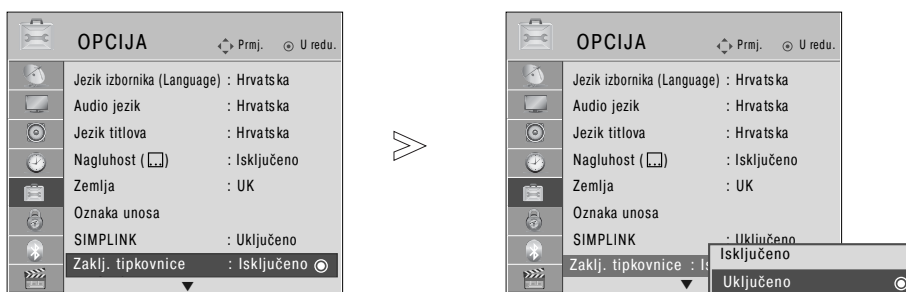 OPCIJA Prmj. U redu.
Jezik izbornika (Language) : Hrvatska
Audio jezik : Hrvatska
Jezik titlova : Hrvatska
Nagluhost ( ) : Isključeno
Zemlja : UK
Oznaka unosa
SIMPLINK : Uključeno
Zaklj. tipkovnice : Isključeno
OPCIJA Prmj. U redu.
Jezik izbornika (Language) : Hrvatska
Audio jezik : Hrvatska
Jezik titlova : Hrvatska
Nagluhost ( ) : Isključeno
Zemlja : UK
Oznaka unosa
SIMPLINK : Uključeno
Zaklj. tipkovnice : Is
Isključeno
Uključeno